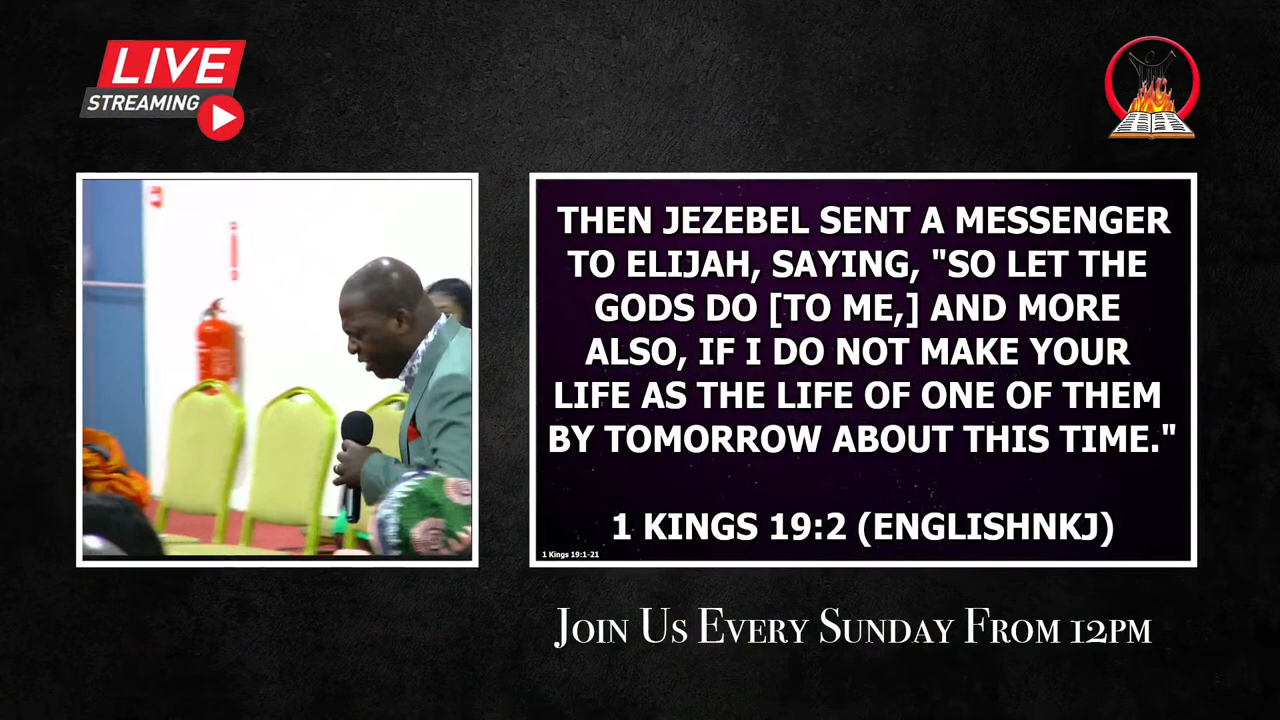 LIVE
STREAMING
THEN JEZEBEL SENT A MESSENGER
TO ELIJAH, SAYING, "SO LET THE
GODS DO [TO ME,] AND MORE
ALSO, IF I DO NOT MAKE YOUR
LIFE AS THE LIFE OF ONE OF THEM
BY TOMORROW ABOUT THIS TIME."
1 KINGS 19:2 (ENGLISHNKJ)
1 Kings 19:1-21
JOIN US EVERY SUNDAY FROM 12PM